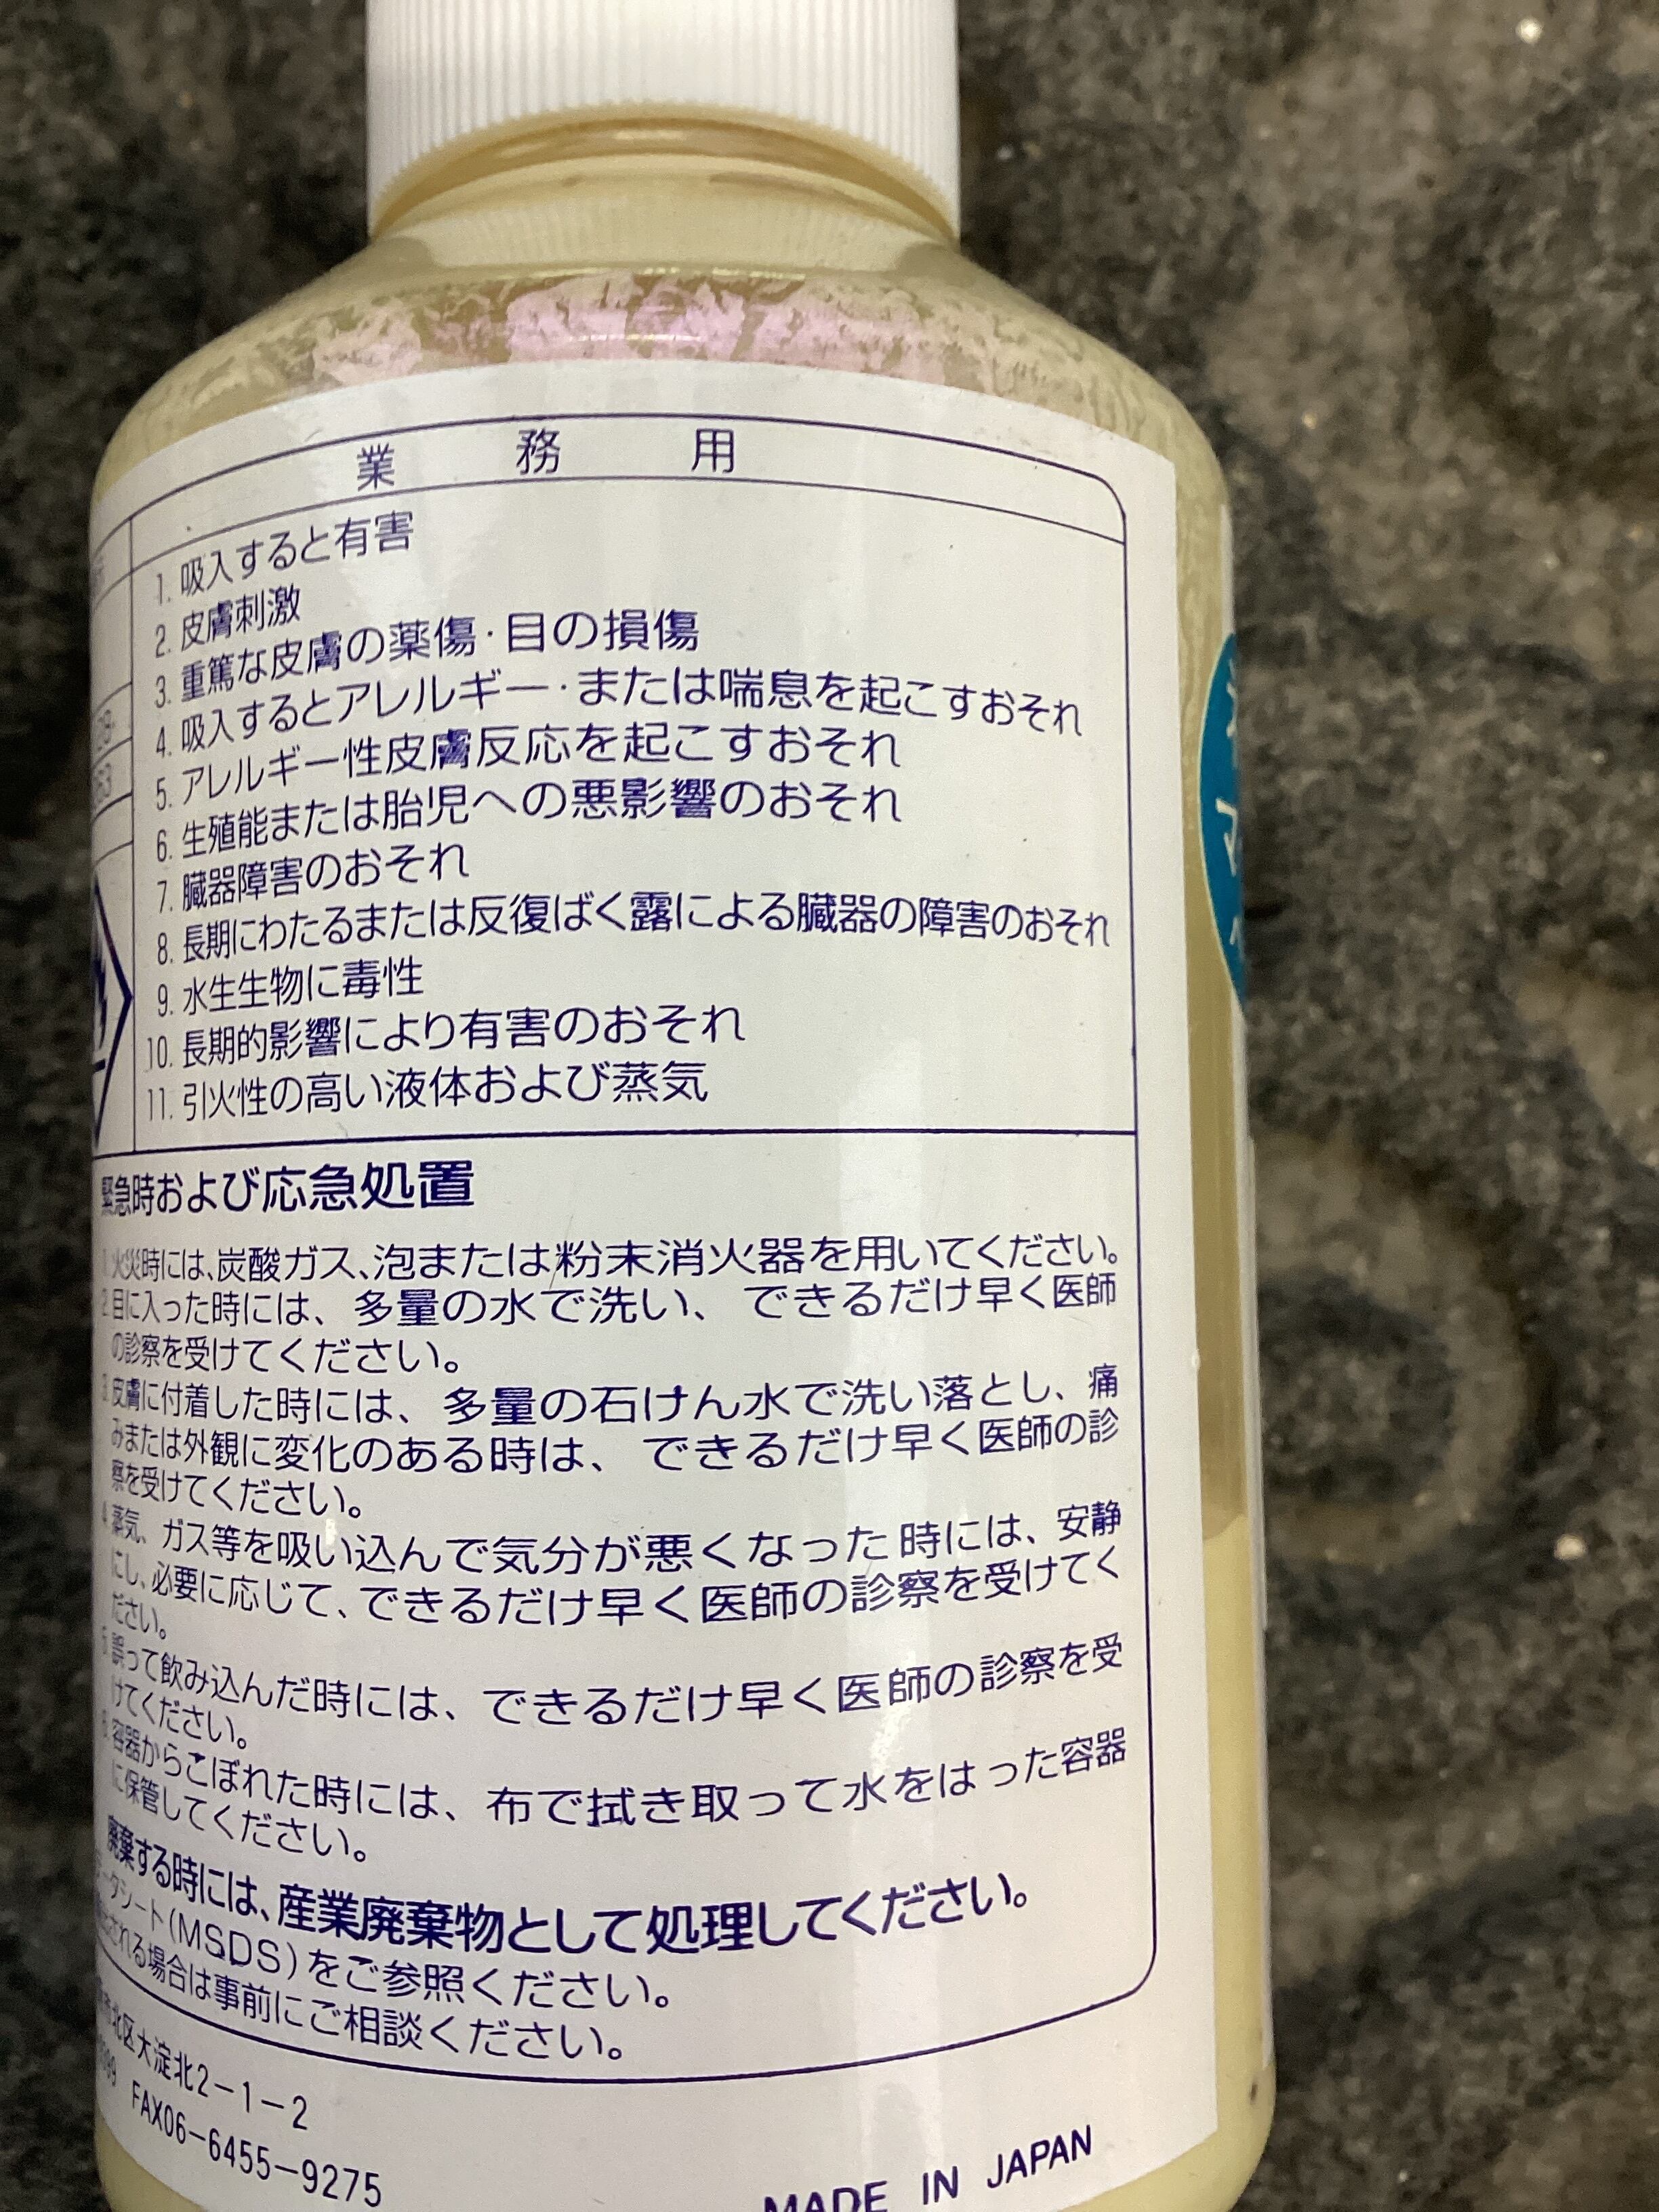 業務用
1. 吸入すると有害
2. 皮膚刺激
3. 重篤な皮膚の薬傷・目の損傷
4. 吸入するとアレルギー・または喘息を起こすおそれ
5. アレルギー性皮膚反応を起こすおそれ
6. 生殖能または胎児への悪影響のおそれ
7. 臓器障害のおそれ
8. 長期にわたるまたは反復ばく露による臓器の障害のおそれ
9. 水生生物に毒性
10. 長期的影響により有害のおそれ
11. 引火性の高い液体および蒸気
緊急時および応急処置
1. 火災時には、炭酸ガス、泡または粉末消火器を用いてください。
2. 目に入った時には、多量の水で洗い、できるだけ早く医師
の診察を受けてください。
3. 皮膚に付着した時には、多量の石けん水で洗い落とし、痛
みまたは外観に変化のある時は、できるだけ早く医師の診
察を受けてください。
4. 蒸気、ガス等を吸い込んで気分が悪くなった時には、安静
にし、必要に応じて、できるだけ早く医師の診察を受けてく
ださい。
5. 誤って飲み込んだ時には、できるだけ早く医師の診察を受
けてください。
6. 容器からこぼれた時には、布で拭き取って水をはった容器
に保管してください。
廃棄する時には、産業廃棄物として処理してください。
ータシート(MSDS)をご参照ください。
される場合は事前にご相談ください。
北区大淀北2-1-2
FAX06-6455-9275
MADE IN JAPAN
マ